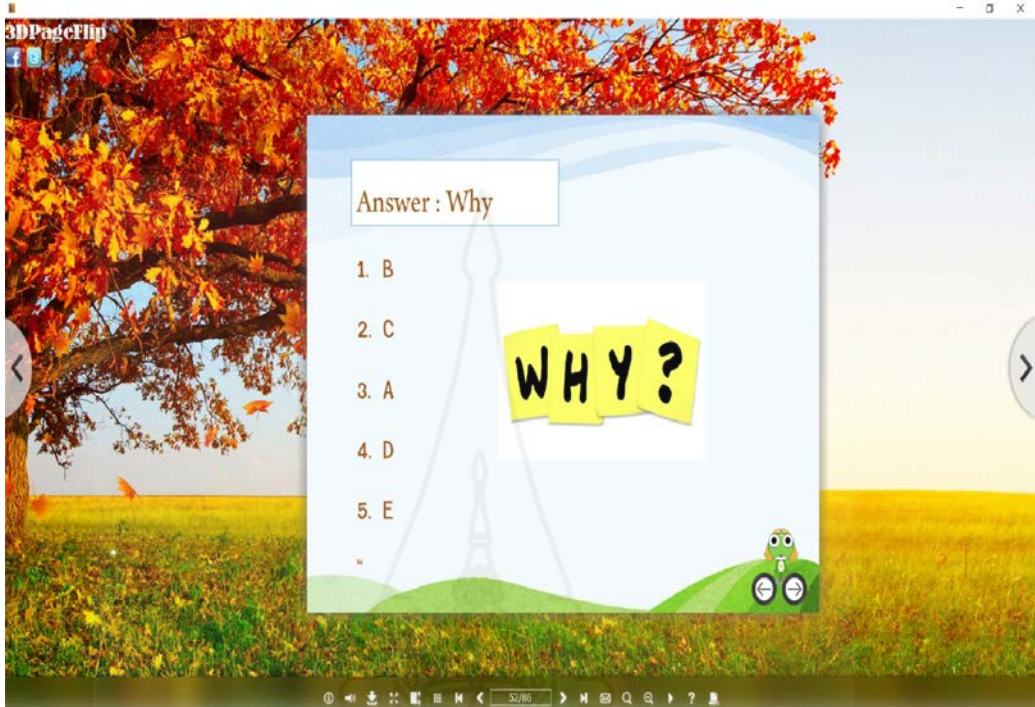 3DPageFlip
Answer : Why
1. B
2. C
3. A
4. D
5. E
WHY?
52/86